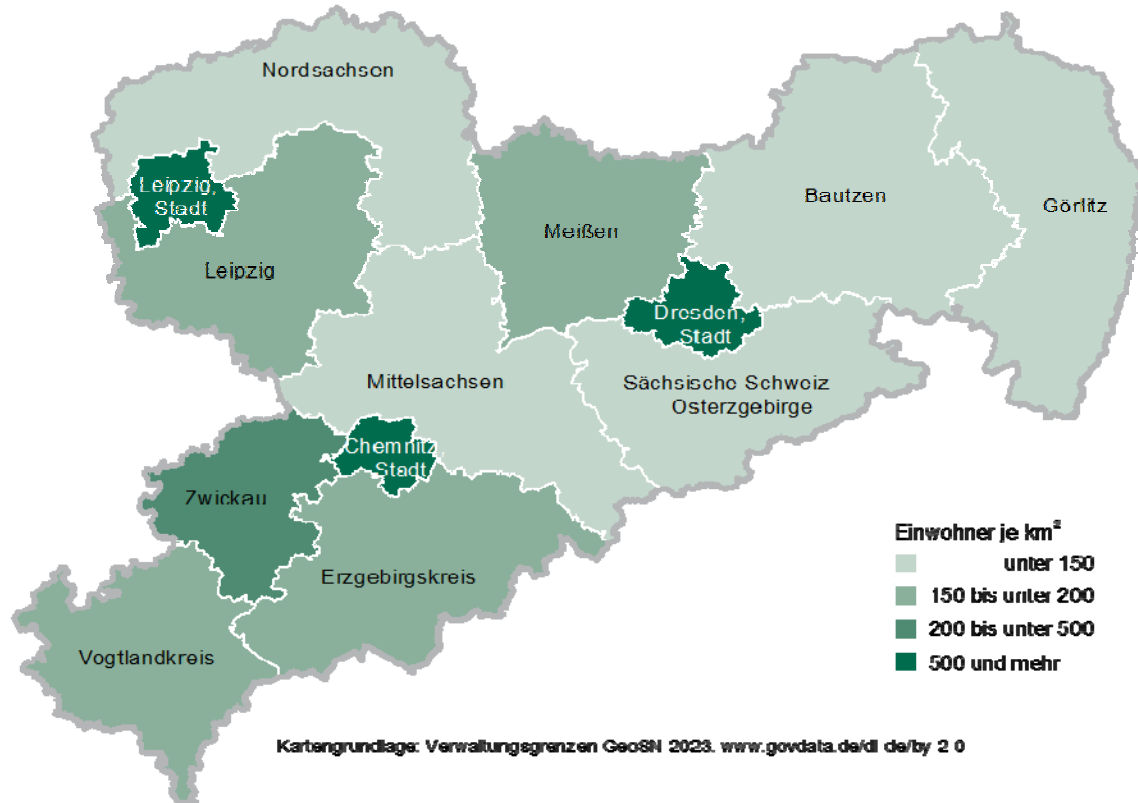 Nordsachsen
Leipzig,
Stadt
Leipzig
Meißen
Bautzen
Görlitz
Dresden,
Stadt
Mittelsachsen
Sächsische Schweiz
Osterzgebirge
Chemnitz
Stadt
Zwickau
Erzgebirgskreis
Vogtlandkreis
Einwohner je km²
unter 150
150 bis unter 200
200 bis unter 500
500 und mehr
Kartengrundlage: Verwaltungsgrenzen GeoSN 2023. www.govdata.de/dl de/by 2 0